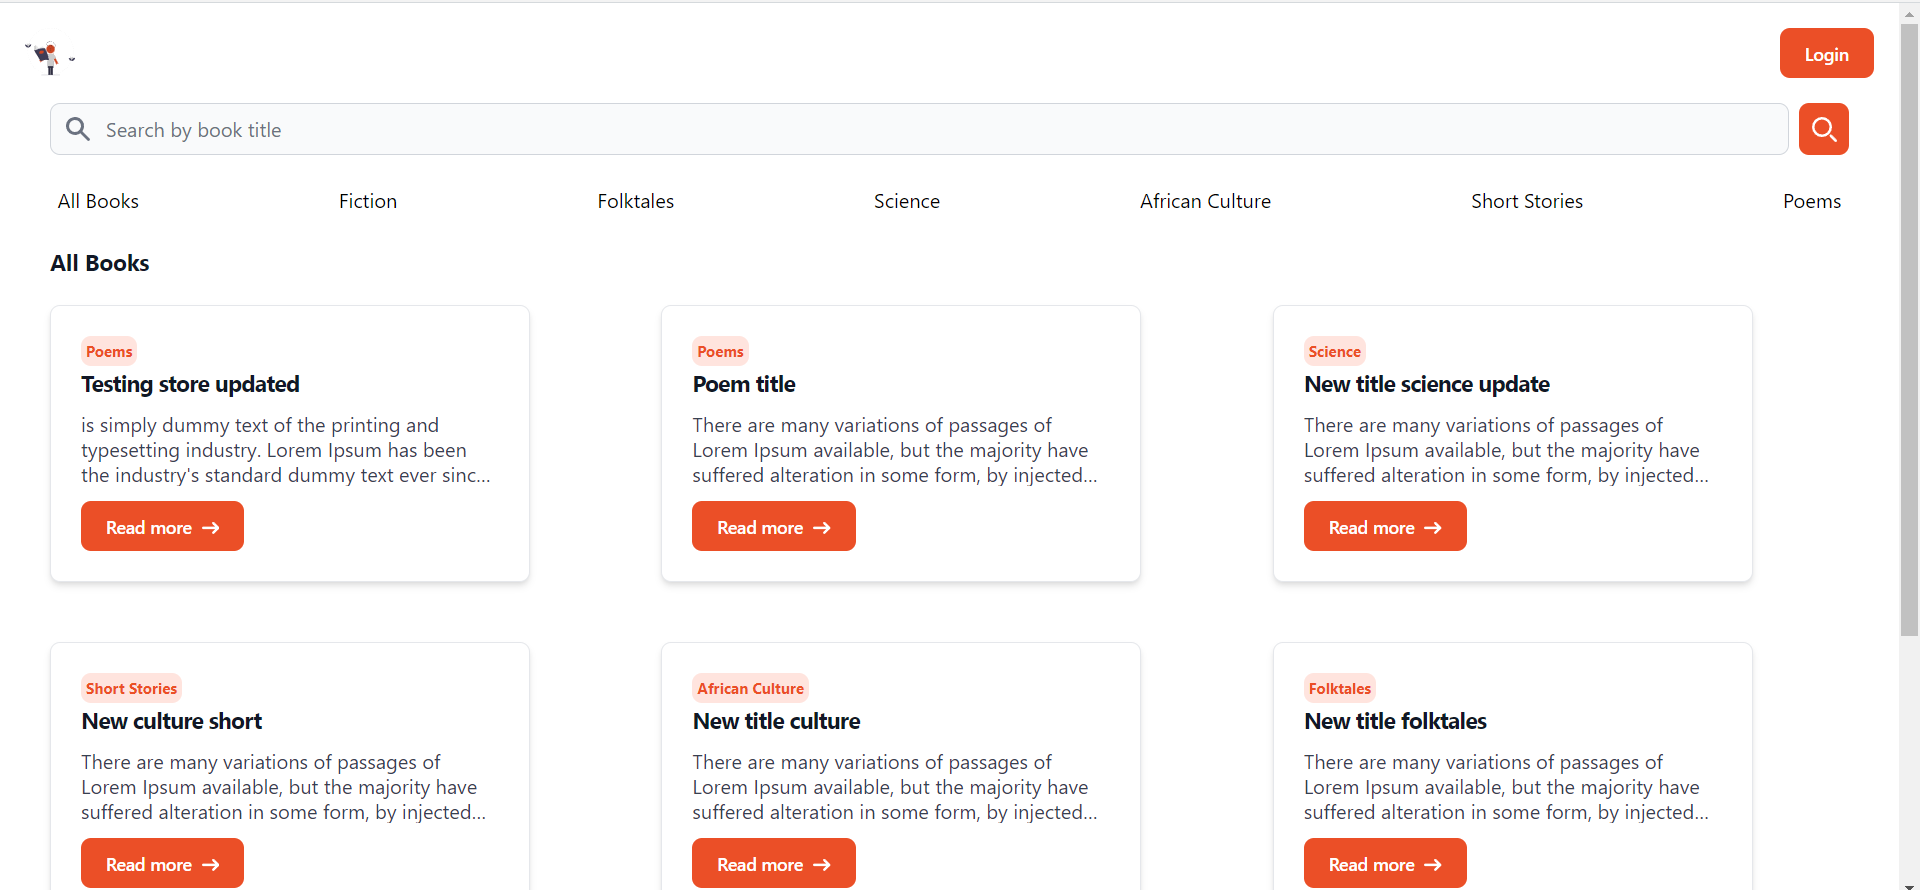 Login
Search by book title
All Books Fiction Folktales Science African Culture Short Stories Poems
All Books
Poems
Testing store updated
is simply dummy text of the printing and
typesetting industry. Lorem Ipsum has been
the industry's standard dummy text ever sinc...
Read more →
Poems
Poem title
There are many variations of passages of
Lorem Ipsum available, but the majority have
suffered alteration in some form, by injected...
Read more →
Science
New title science update
There are many variations of passages of
Lorem Ipsum available, but the majority have
suffered alteration in some form, by injected...
Read more →
Short Stories
New culture short
There are many variations of passages of
Lorem Ipsum available, but the majority have
suffered alteration in some form, by injected...
Read more →
African Culture
New title culture
There are many variations of passages of
Lorem Ipsum available, but the majority have
suffered alteration in some form, by injected...
Read more →
Folktales
New title folktales
There are many variations of passages of
Lorem Ipsum available, but the majority have
suffered alteration in some form, by injected...
Read more →